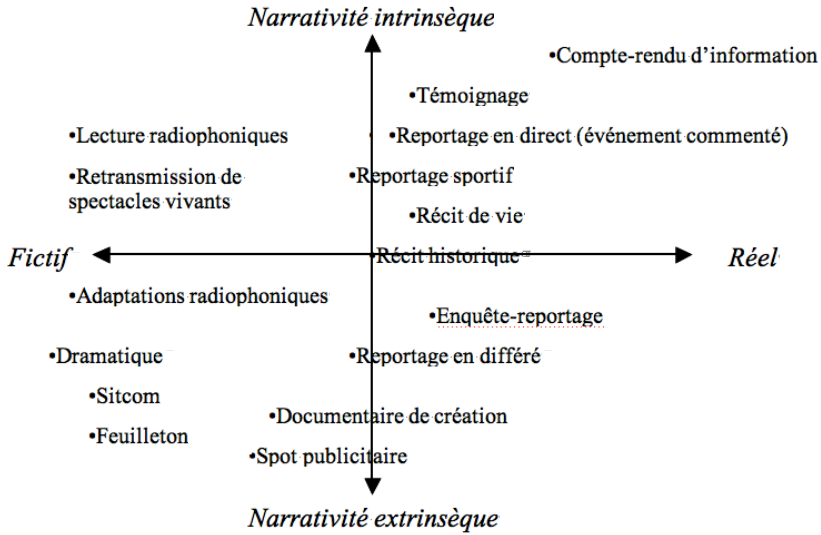 Narrativité intrinsèque
•Compte-rendu d’information
•Témoignage
•Lecture radiophoniques
•Reportage en direct (événement commenté)
•Retransmission de
spectacles vivants
•Reportage sportif
•Récit de vie
Fictif
•Récit historique
Réel
•Adaptations radiophoniques
•Enquête-reportage
•Dramatique
•Reportage en différé
•Sitcom
•Documentaire de création
•Feuilleton
•Spot publicitaire
Narrativité extrinsèque